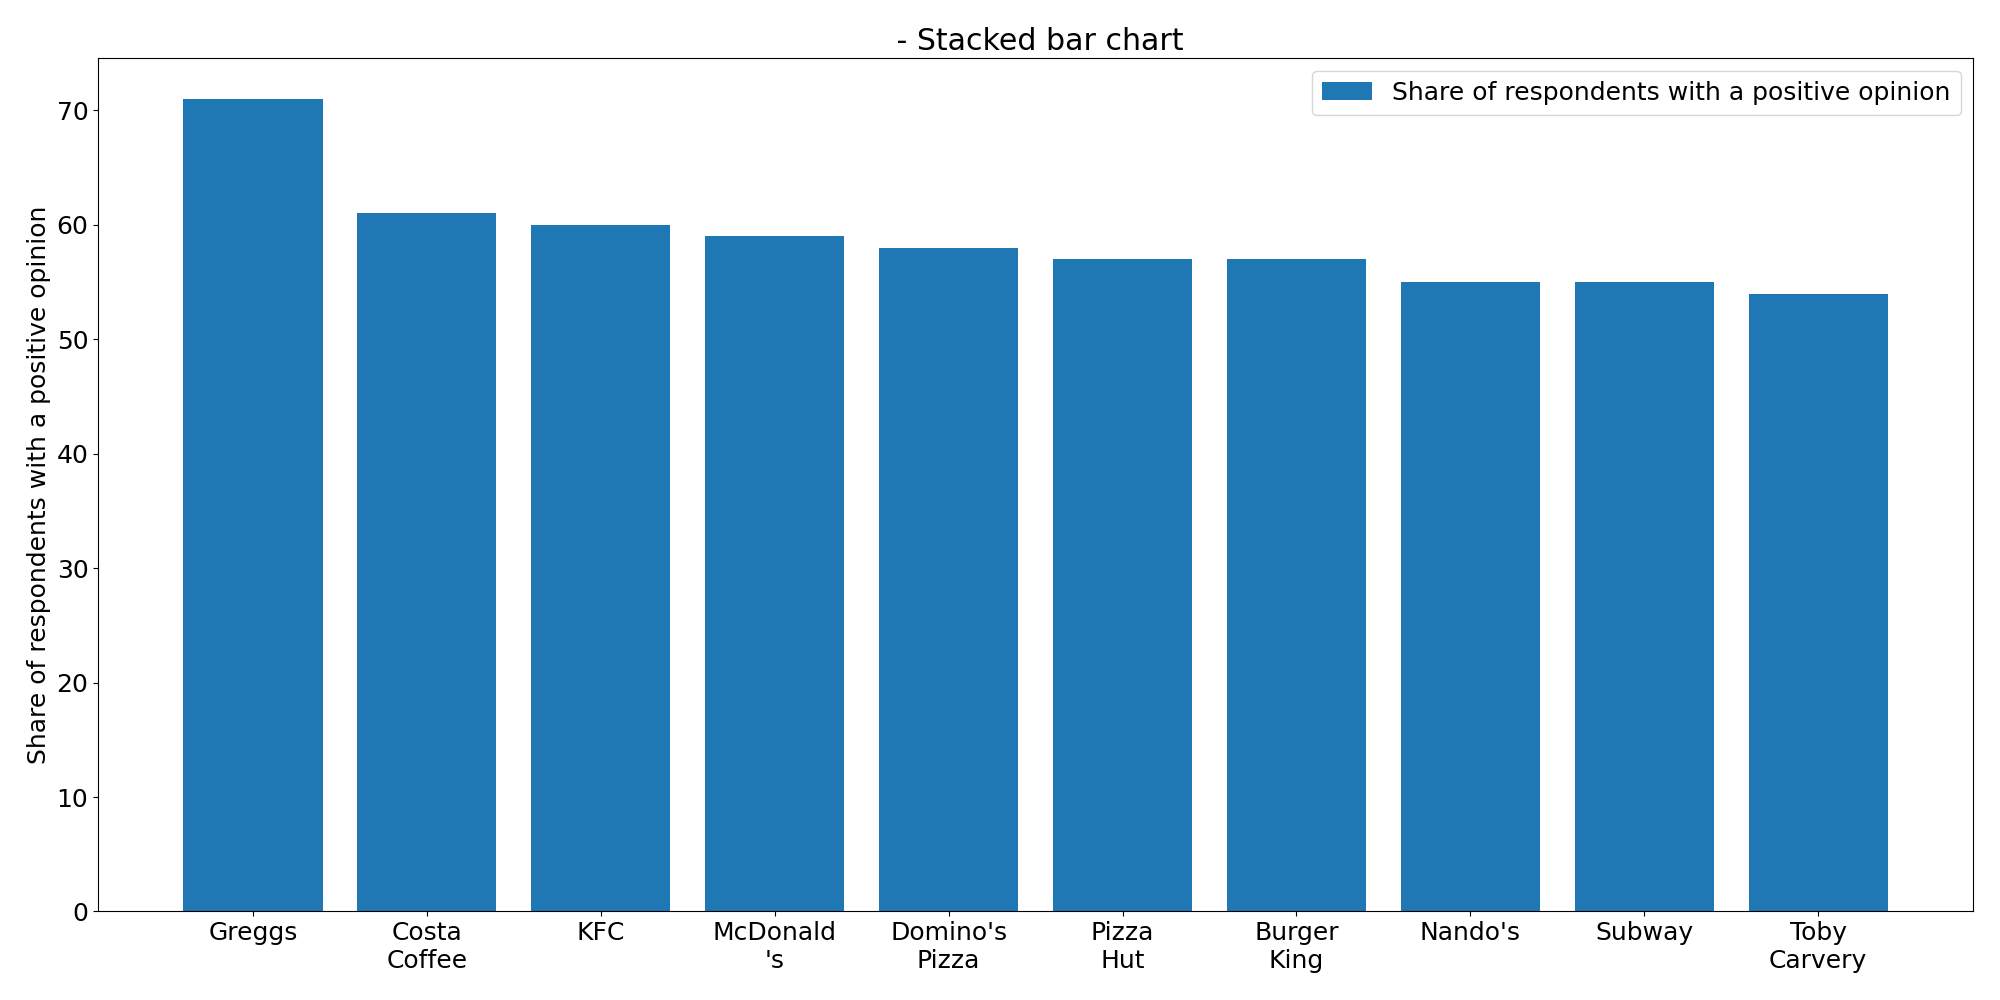 - Stacked bar chart
Share of respondents with a positive opinion
Share of respondents with a positive opinion
70
60
50
40
30
20
10
0
Greggs
Costa
Coffee
KFC
McDonald
's
Domino's
Pizza
Pizza
Hut
Burger
King
Nando's
Subway
Toby
Carvery